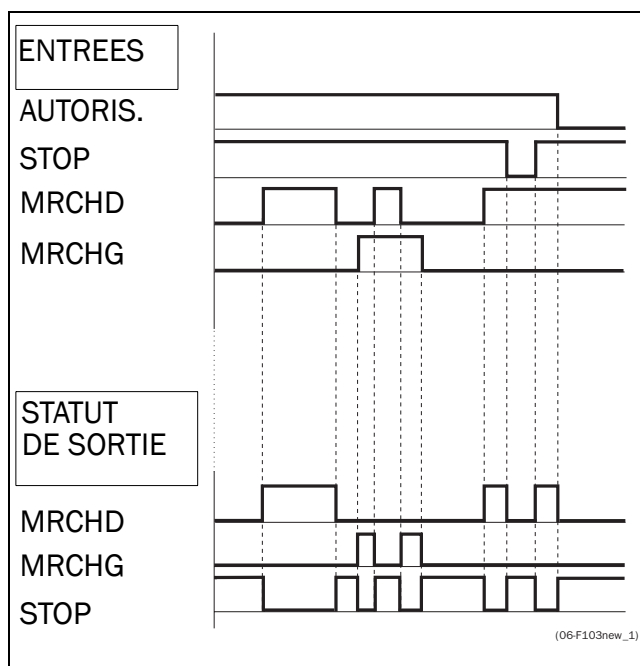 ENTREES
AUTORIS.
STOP
MRCHD
MRCHG
STATUT
DE SORTIE
MRCHD
MRCHG
STOP
(06-F103new_1)